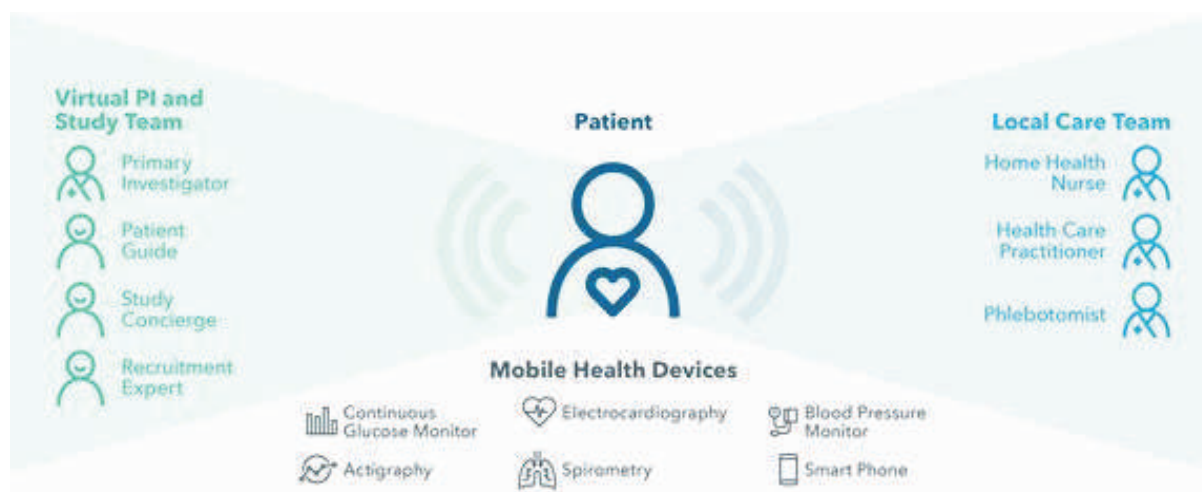 Virtual PI and
Study Team
Primary
Investigator
Patient
Guide
Study
Concierge
Recruitment
Expert
Patient
Local Care Team
Home Health
Nurse
Health Care
Practitioner
Phlebotomist
Mobile Health Devices
Continuous
Glucose Monitor
Electrocardiography
Blood Pressure
Monitor
Actigraphy
Spirometry
Smart Phone